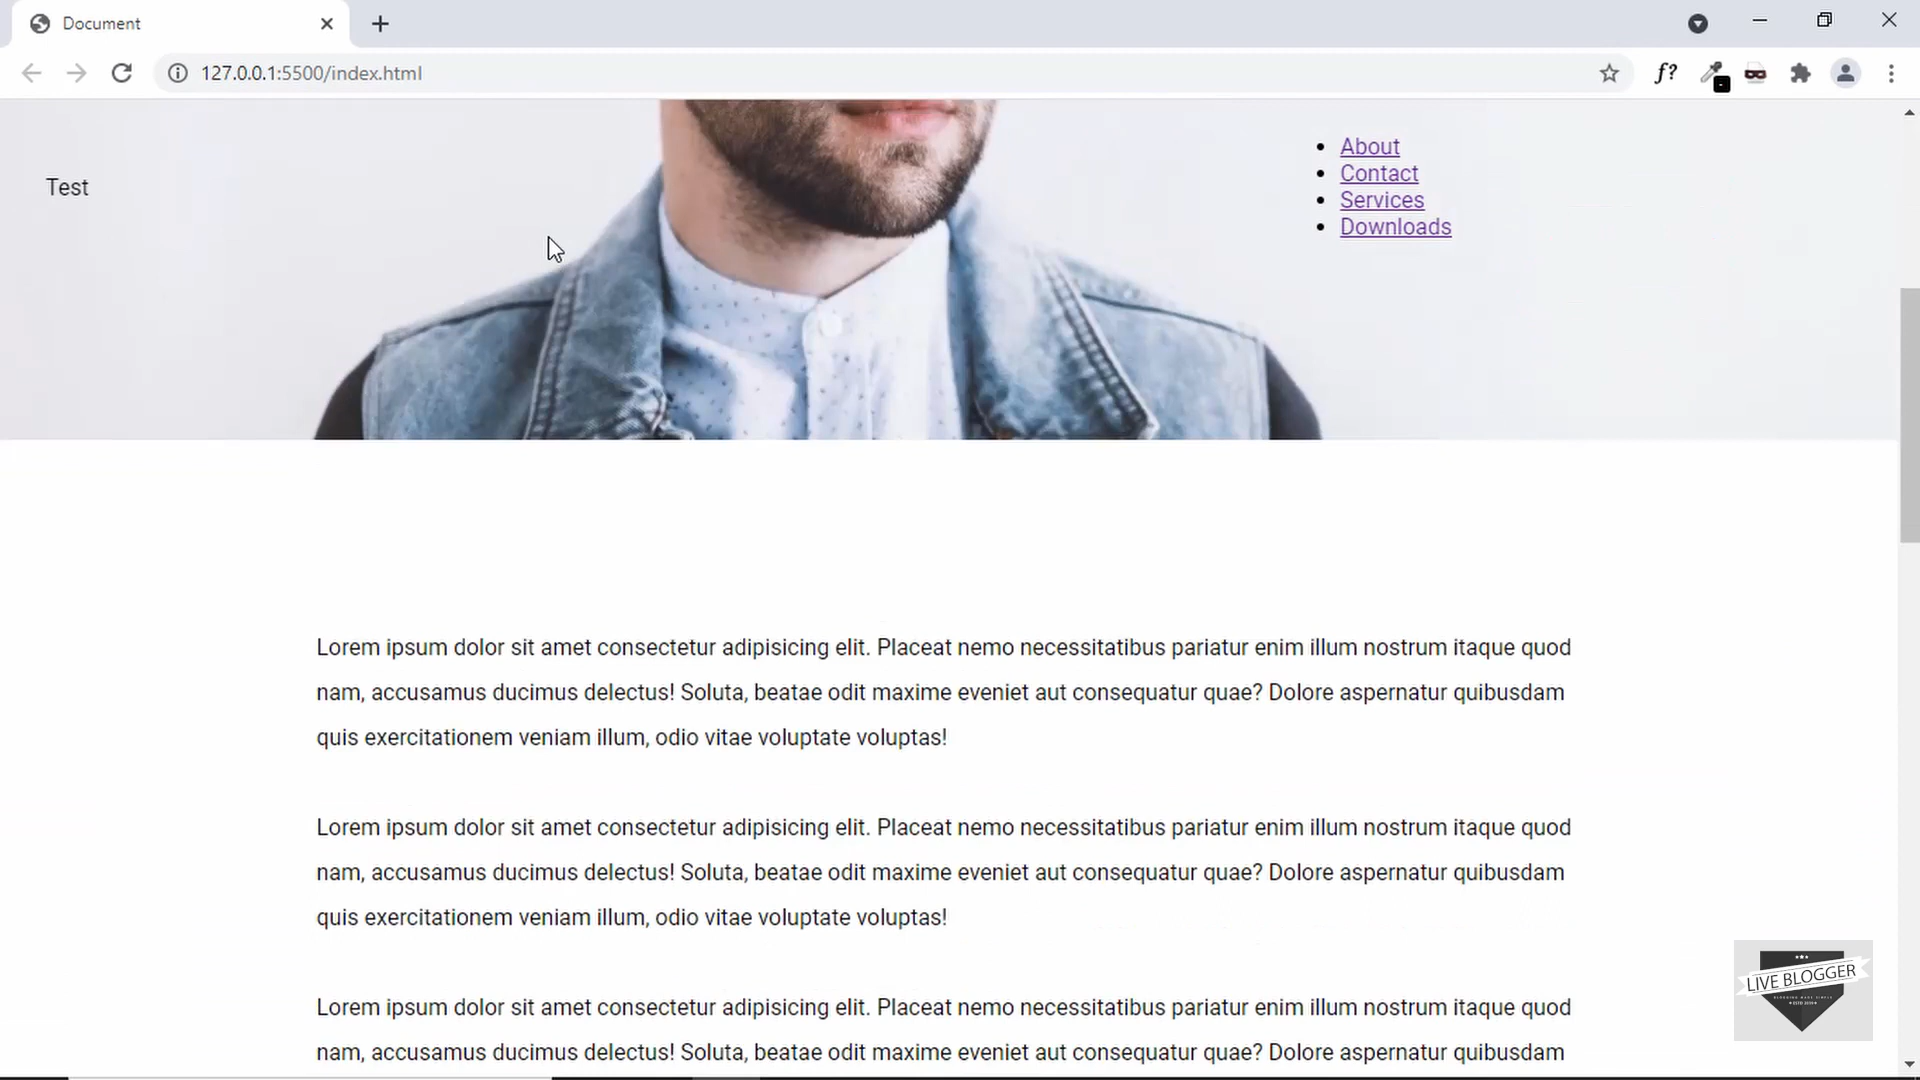 Document
127.0.0.1:5500/index.html
f?
Test
About
Contact
Services
Downloads
Lorem ipsum dolor sit amet consectetur adipisicing elit. Placeat nemo necessitatibus pariatur enim illum nostrum itaque quod
nam, accusamus ducimus delectus! Soluta, beatae odit maxime eveniet aut consequatur quae? Dolore aspernatur quibusdam
quis exercitationem veniam illum, odio vitae voluptate voluptas!
Lorem ipsum dolor sit amet consectetur adipisicing elit. Placeat nemo necessitatibus pariatur enim illum nostrum itaque quod
nam, accusamus ducimus delectus! Soluta, beatae odit maxime eveniet aut consequatur quae? Dolore aspernatur quibusdam
quis exercitationem veniam illum, odio vitae voluptate voluptas!
Lorem ipsum dolor sit amet consectetur adipisicing elit. Placeat nemo necessitatibus pariatur enim illum nostrum itaque quod
nam, accusamus ducimus delectus! Soluta, beatae odit maxime eveniet aut consequatur quae? Dolore aspernatur quibusdam
LIVE BLOGGER